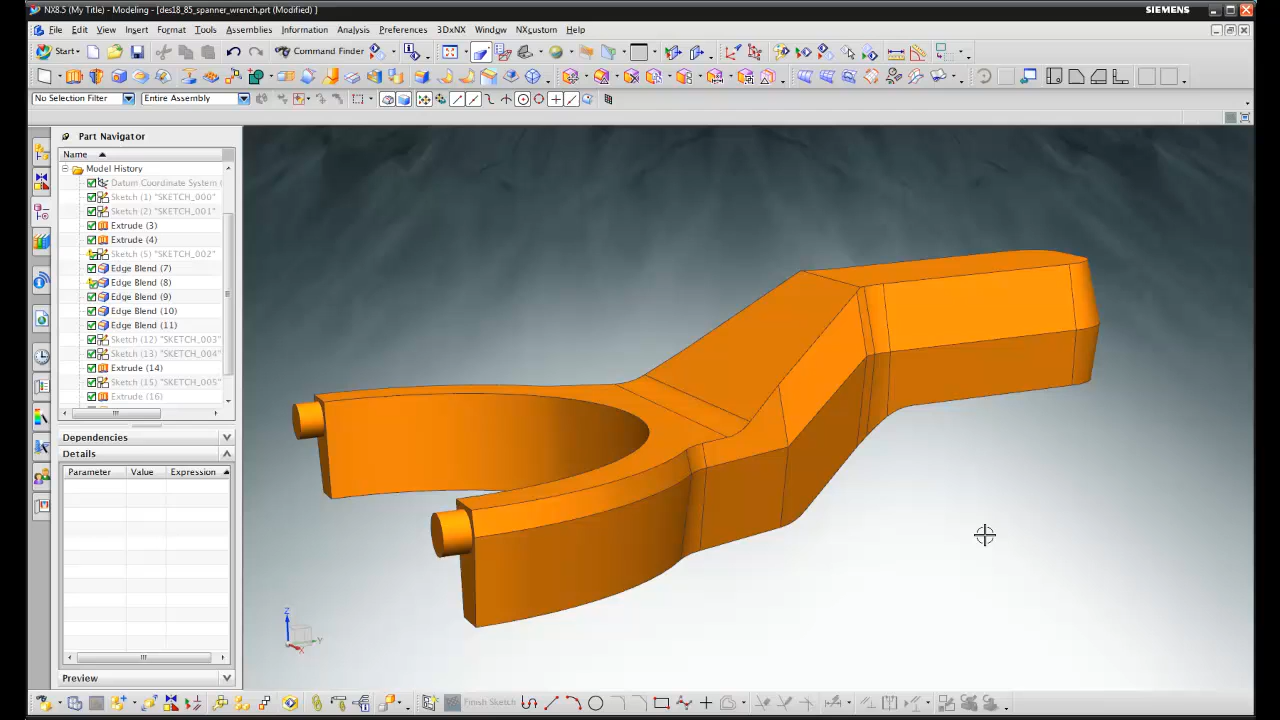 NX8.5 (My Title) - Modeling - [des18_85_spanner_wrench.prt (Modified) ]
SIEMENS
File Edit View Insert Format Tools Assemblies Information Analysis Preferences Window 3DxNX NXcustom Help
Start
Command Finder
No Selection Filter
Entire Assembly
Part Navigator
Name
Model History
Datum Coordinate System (
Sketch (1) "SKETCH_000"
Sketch (2) "SKETCH_001"
Extrude (3)
Extrude (4)
Sketch (5) "SKETCH_002"
Edge Blend (7)
Edge Blend (8)
Edge Blend (9)
Edge Blend (10)
Edge Blend (11)
Sketch (12) "SKETCH_003"
Sketch (13) "SKETCH_004"
Extrude (14)
Sketch (15) "SKETCH_005"
Extrude (16)
Dependencies
Details
Parameter Value Expression
Preview
Z
Y
X
Finish Sketch